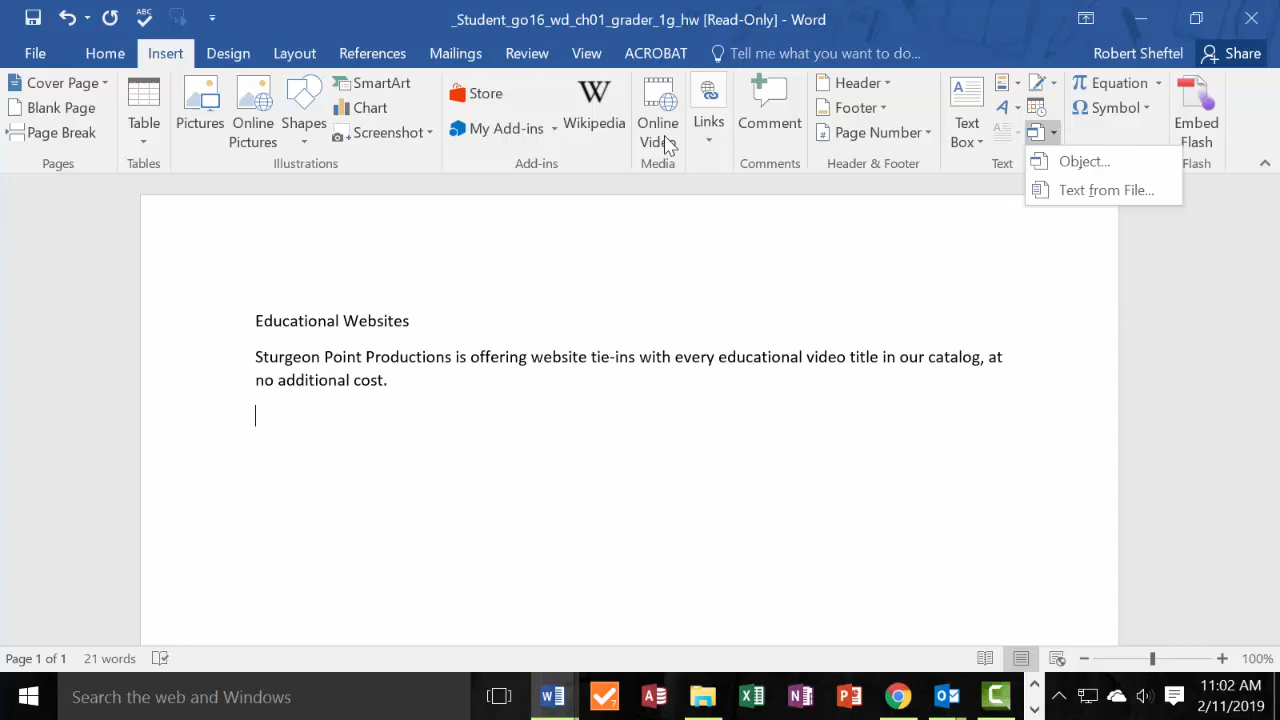 _Student_go16_wd_ch01_grader_1g_hw [Read-Only] - Word
File Home Insert Design Layout References Mailings Review View ACROBAT Tell me what you want to do... Robert Sheftel Share
Cover Page
Blank Page
Page Break
Pages
Table
Tables
Pictures
Online Pictures
Shapes
SmartArt
Chart
Screenshot
Illustrations
Store
My Add-ins
Wikipedia
Add-ins
Online
Video
Media
Links
Comment
Comments
Header
Footer
Page Number
Header & Footer
Text
Box
Text
Equation
Symbol
Embed
Flash
Flash
Object...
Text from File...
Educational Websites
Sturgeon Point Productions is offering website tie-ins with every educational video title in our catalog, at
no additional cost.
Page 1 of 1 21 words 100%
Search the web and Windows
11:02 AM
2/11/2019